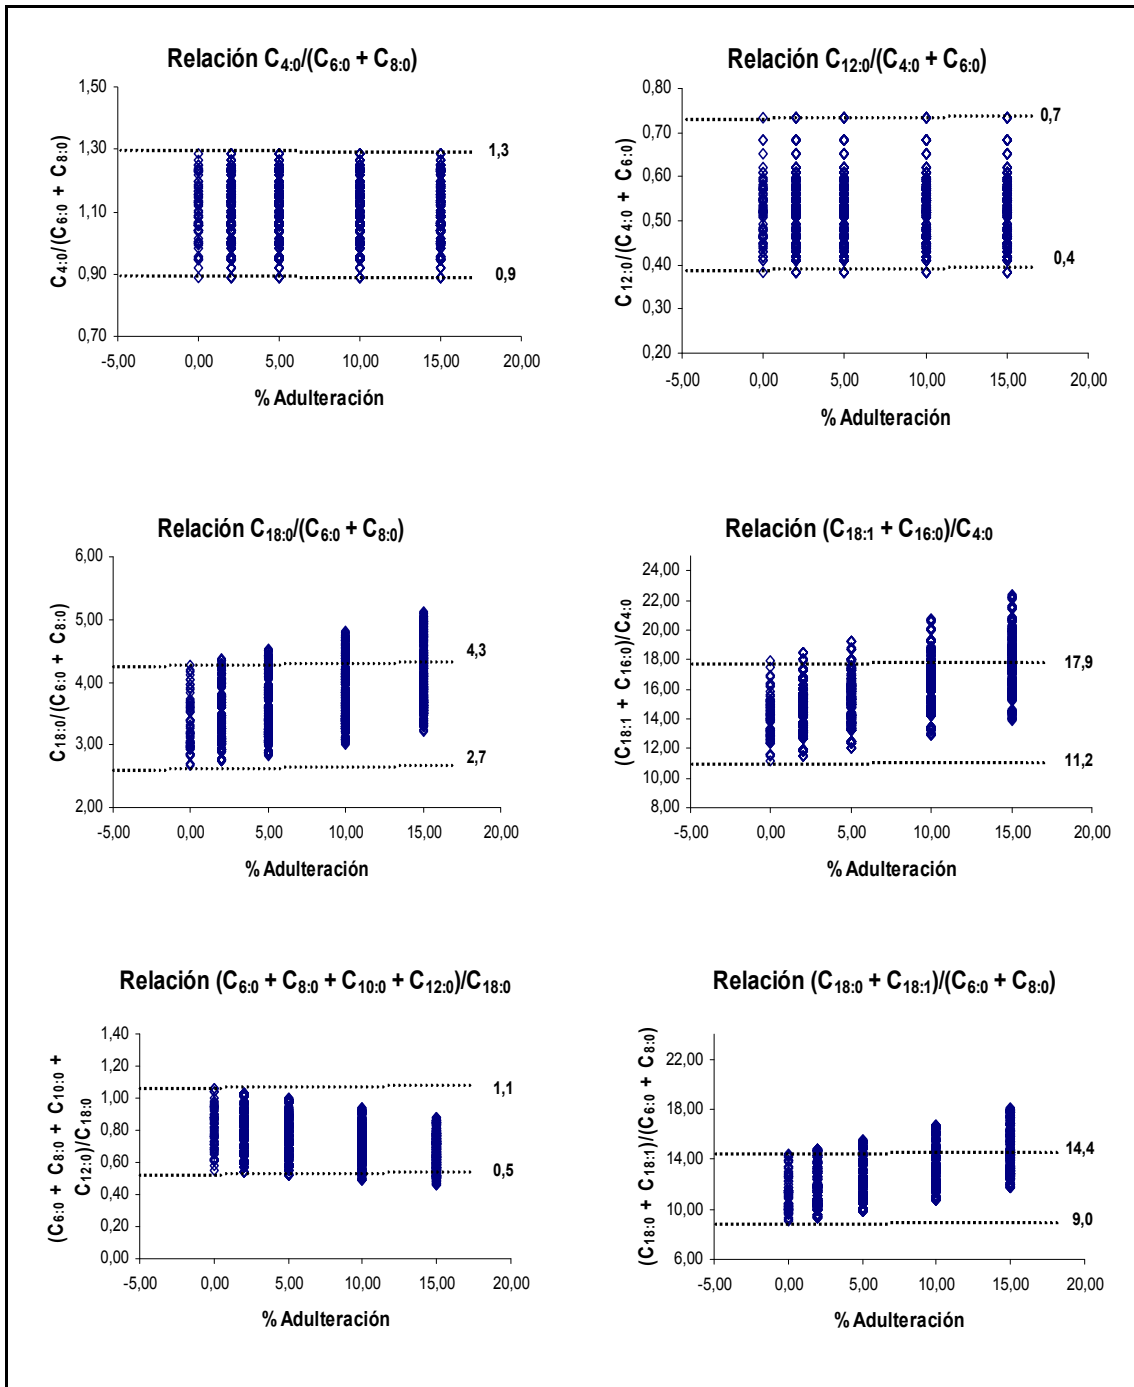 Relación C4:0/(C6:0 + C8:0)
C4:0/(C6:0 + C8:0)
1,50
1,30
1,10
0,90
0,70
1,3
0,9
-5,00 0,00 5,00 10,00 15,00 20,00
% Adulteración
Relación C12:0/(C4:0 + C6:0)
C12:0/(C4:0 + C6:0)
0,80
0,70
0,60
0,50
0,40
0,30
0,20
0,7
0,4
-5,00 0,00 5,00 10,00 15,00 20,00
% Adulteración
Relación C18:0/(C6:0 + C8:0)
C18:0/(C6:0 + C8:0)
6,00
5,00
4,00
3,00
2,00
4,3
2,7
-5,00 0,00 5,00 10,00 15,00 20,00
% Adulteración
Relación (C18:1 + C16:0)/C4:0
(C18:1 + C16:0)/C4:0
24,00
22,00
20,00
18,00
16,00
14,00
12,00
10,00
8,00
17,9
11,2
-5,00 0,00 5,00 10,00 15,00 20,00
% Adulteración
Relación (C6:0 + C8:0 + C10:0 + C12:0)/C18:0
(C6:0 + C8:0 + C10:0 +
C12:0)/C18:0
1,40
1,20
1,00
0,80
0,60
0,40
0,20
0,00
1,1
0,5
-5,00 0,00 5,00 10,00 15,00 20,00
% Adulteración
Relación (C18:0 + C18:1)/(C6:0 + C8:0)
(C18:0 + C18:1)/(C6:0 + C8:0)
22,00
18,00
14,00
10,00
6,00
14,4
9,0
-5,00 0,00 5,00 10,00 15,00 20,00
% Adulteración